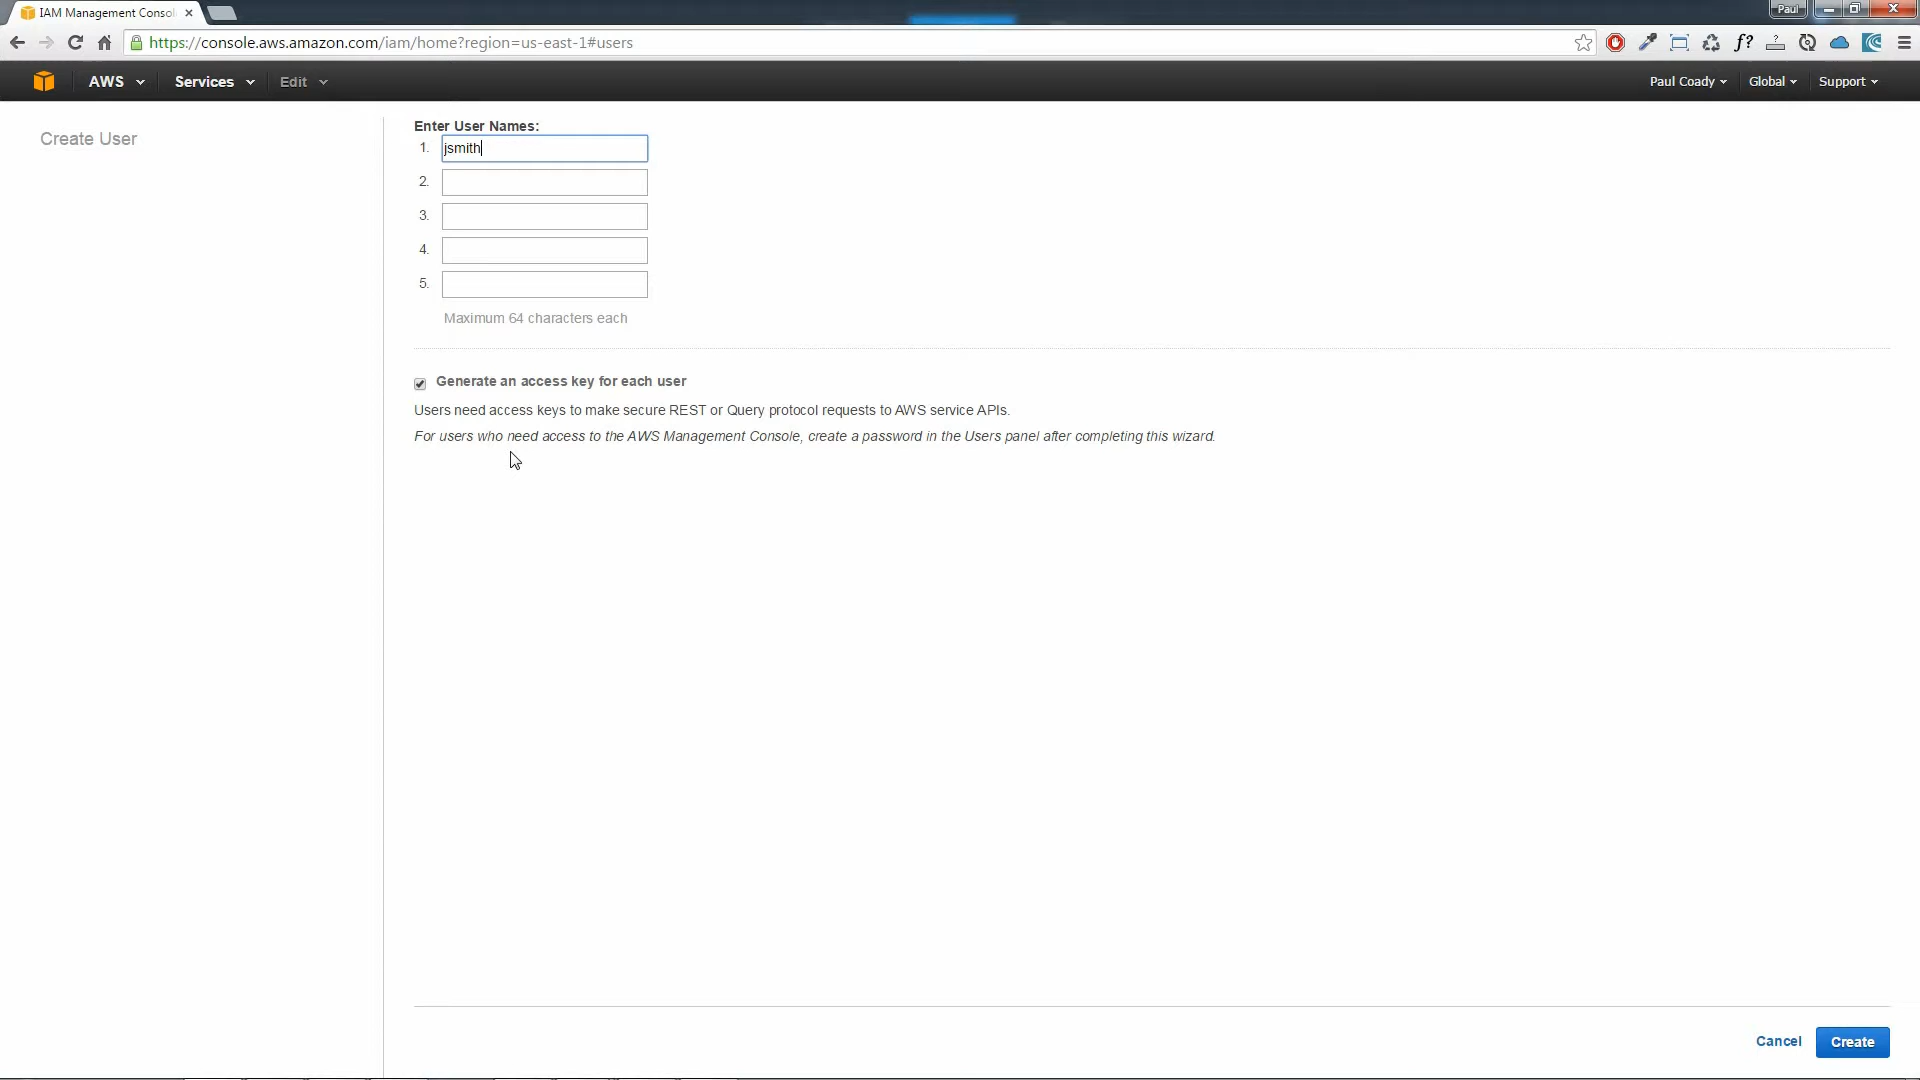 IAM Management Consol
Paul
https://console.aws.amazon.com/iam/home?region=us-east-1#users
f?
AWS
Services
Edit
Paul Coady
Global
Support
Create User
Enter User Names:
1. jsmith
2.
3.
4.
5.
Maximum 64 characters each
Generate an access key for each user
Users need access keys to make secure REST or Query protocol requests to AWS service APIs.
For users who need access to the AWS Management Console, create a password in the Users panel after completing this wizard.
Cancel
Create